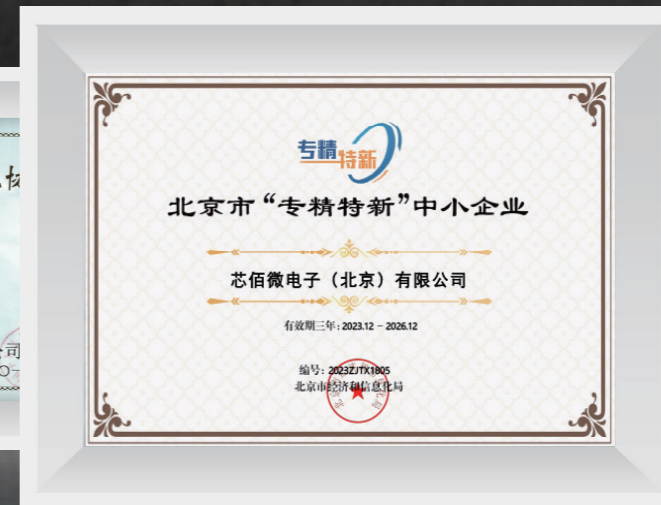 专精特新
北京市“专精特新”中小企业
芯佰微电子（北京）有限公司
有效期三年: 2023.12 - 2026.12
编号: 2023ZJTX1805
北京市经济和信息化局
司